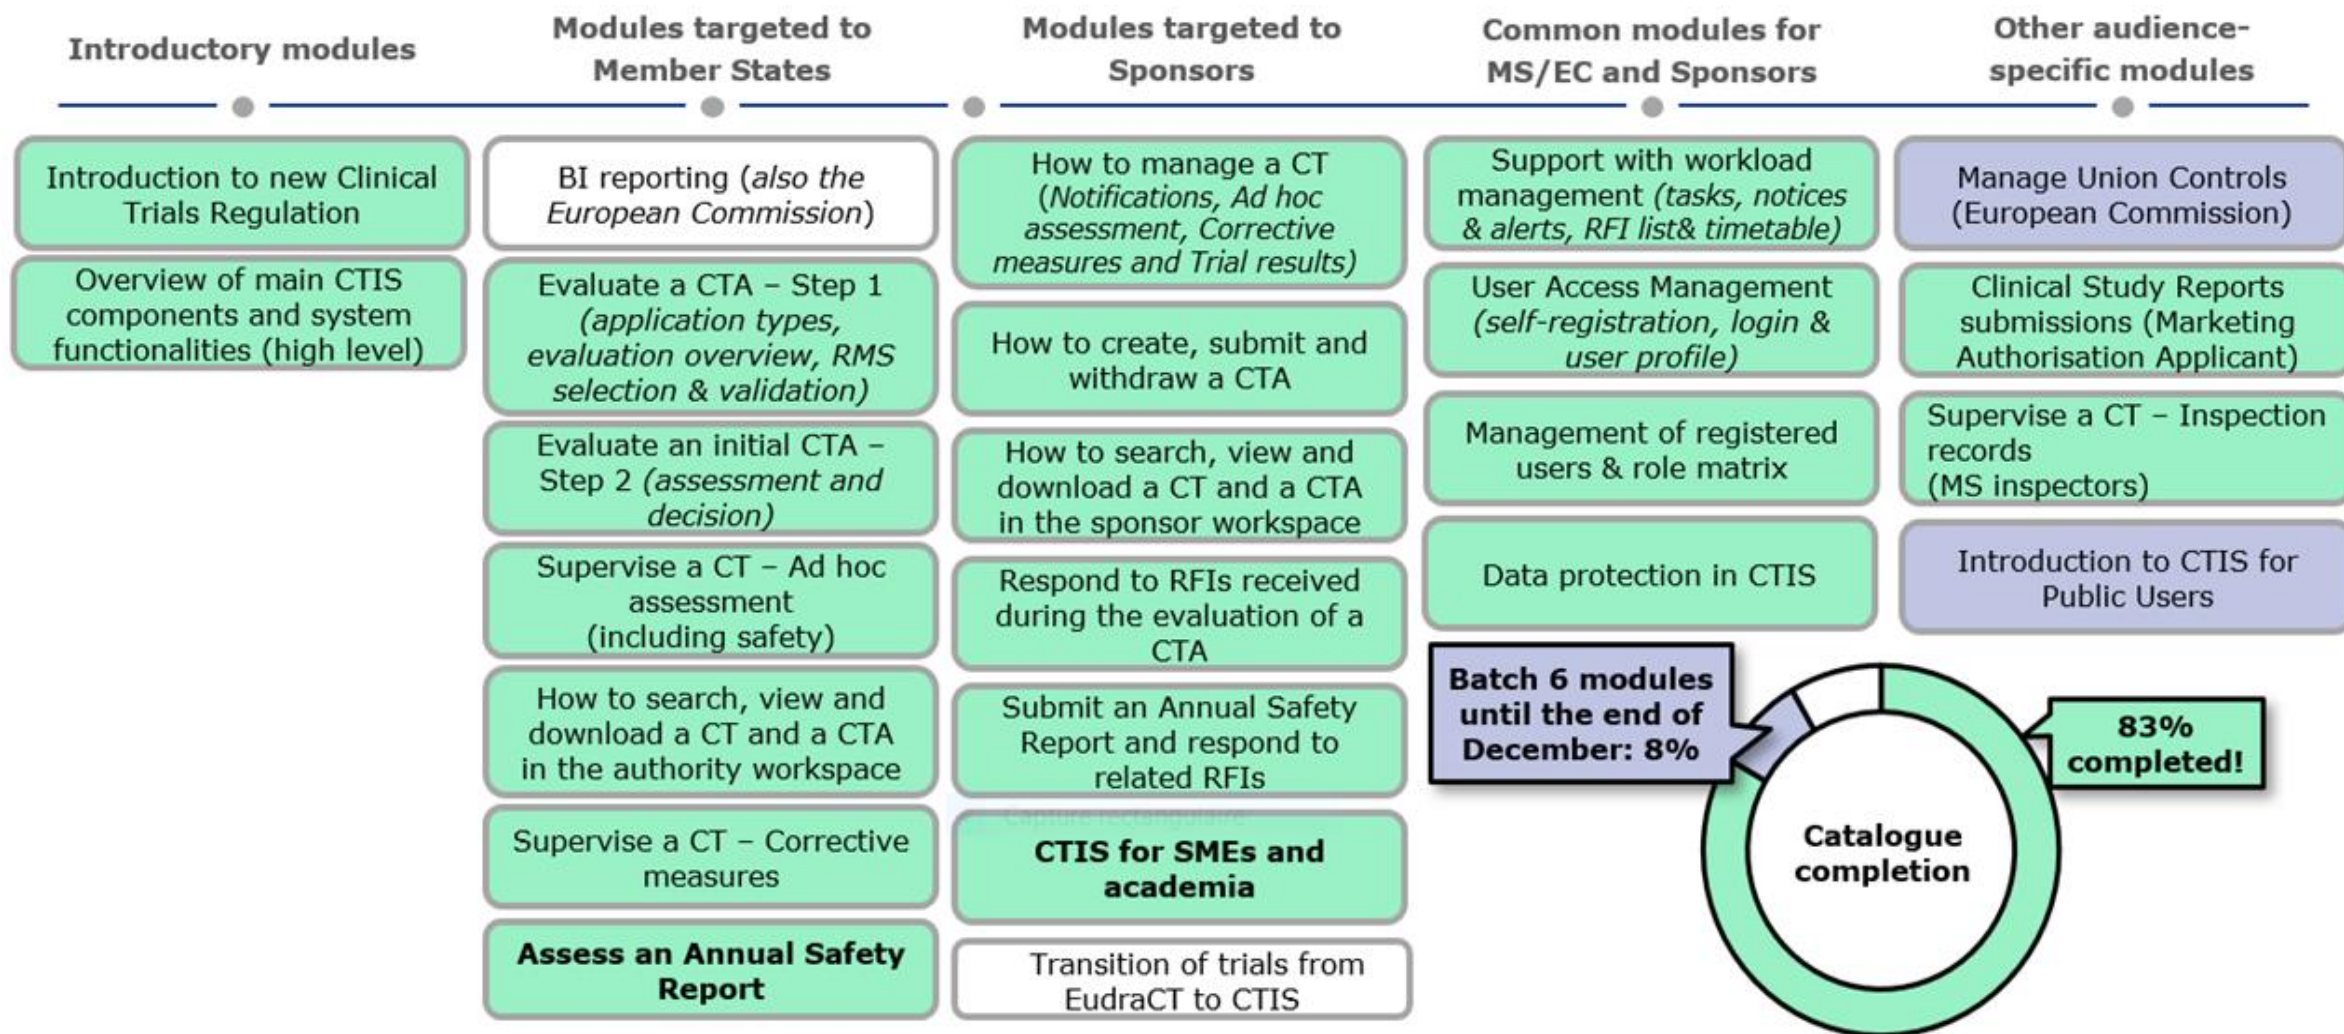 Introductory modules
Introduction to new Clinical
Trials Regulation
Overview of main CTIS
components and system
functionalities (high level)
Modules targeted to
Member States
BI reporting (also the
European Commission)
Evaluate a CTA – Step 1
(application types,
evaluation overview, RMS
selection & validation)
Evaluate an initial CTA –
Step 2 (assessment and
decision)
Supervise a CT – Ad hoc
assessment
(including safety)
How to search, view and
download a CT and a CTA
in the authority workspace
Supervise a CT – Corrective
measures
Assess an Annual Safety
Report
Modules targeted to
Sponsors
How to manage a CT
(Notifications, Ad hoc
assessment, Corrective
measures and Trial results)
How to create, submit and
withdraw a CTA
How to search, view and
download a CT and a CTA
in the sponsor workspace
Respond to RFIs received
during the evaluation of a
CTA
Submit an Annual Safety
Report and respond to
related RFIs
Capture rectangulaire
CTIS for SMEs and
academia
Transition of trials from
EudraCT to CTIS
Common modules for
MS/EC and Sponsors
Support with workload
management (tasks, notices
& alerts, RFI list& timetable)
User Access Management
(self-registration, login &
user profile)
Management of registered
users & role matrix
Data protection in CTIS
Other audience-
specific modules
Manage Union Controls
(European Commission)
Clinical Study Reports
submissions (Marketing
Authorisation Applicant)
Supervise a CT – Inspection
records
(MS inspectors)
Introduction to CTIS for
Public Users
Batch 6 modules
until the end of
December: 8%
83%
completed!
Catalogue
completion